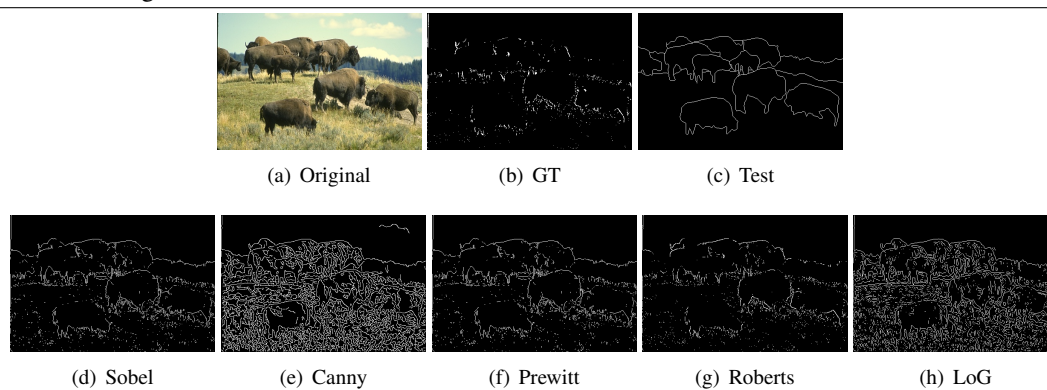 (a) Original
(b) GT
(c) Test
(d) Sobel
(e) Canny
(f) Prewitt
(g) Roberts
(h) LoG